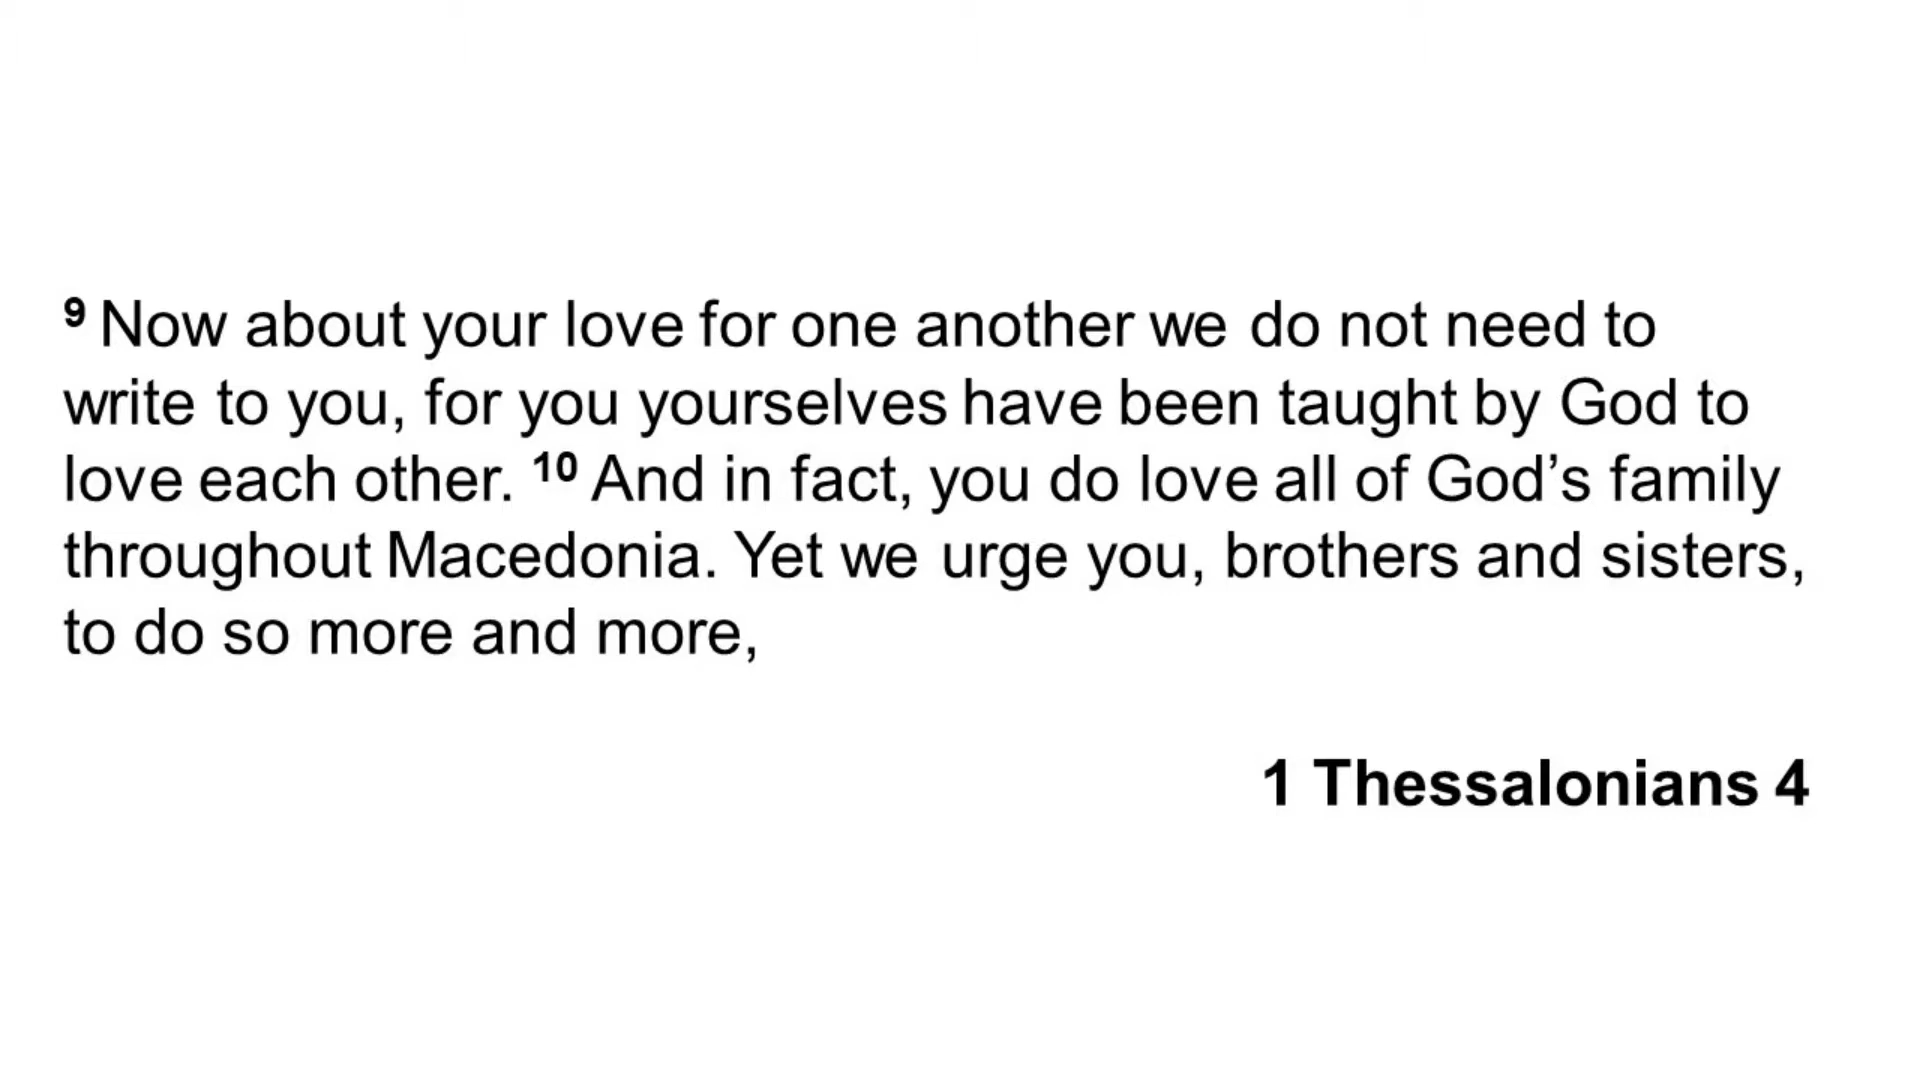 9 Now about your love for one another we do not need to
write to you, for you yourselves have been taught by God to
love each other. 10 And in fact, you do love all of God’s family
throughout Macedonia. Yet we urge you, brothers and sisters,
to do so more and more,
1 Thessalonians 4